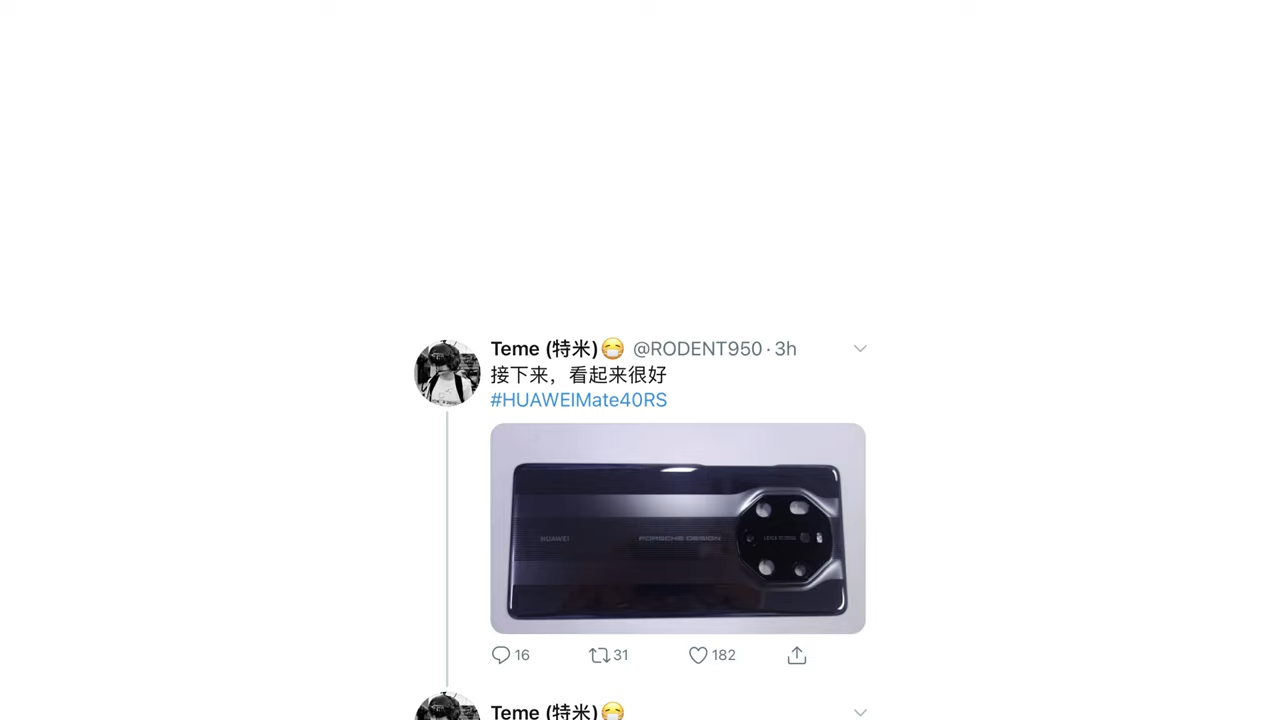 Teme (特米)😷 @RODENT950 · 3h
接下来，看起来很好
#HUAWEIMate40RS
HUAWEI
PORSCHE DESIGN
16 31 182
Teme (特米)😷